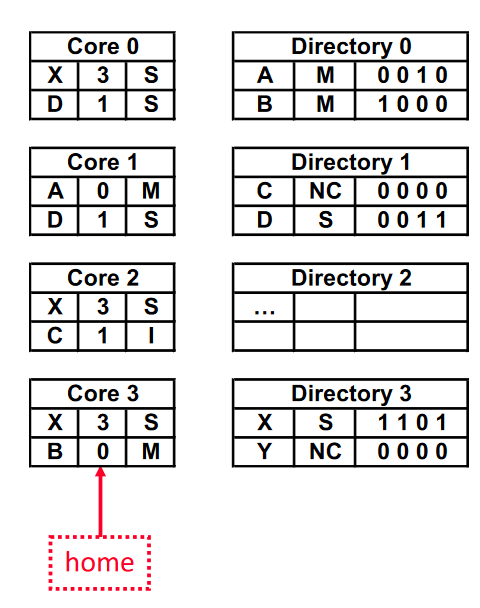 Core 0
X 3 S
D 1 S
Directory 0
A M 0 0 1 0
B M 1 0 0 0
Core 1
A 0 M
D 1 S
Directory 1
C NC 0 0 0 0
D S 0 0 1 1
Core 2
X 3 S
C 1 I
Directory 2
...
Core 3
X 3 S
B 0 M
Directory 3
X S 1 1 0 1
Y NC 0 0 0 0
home